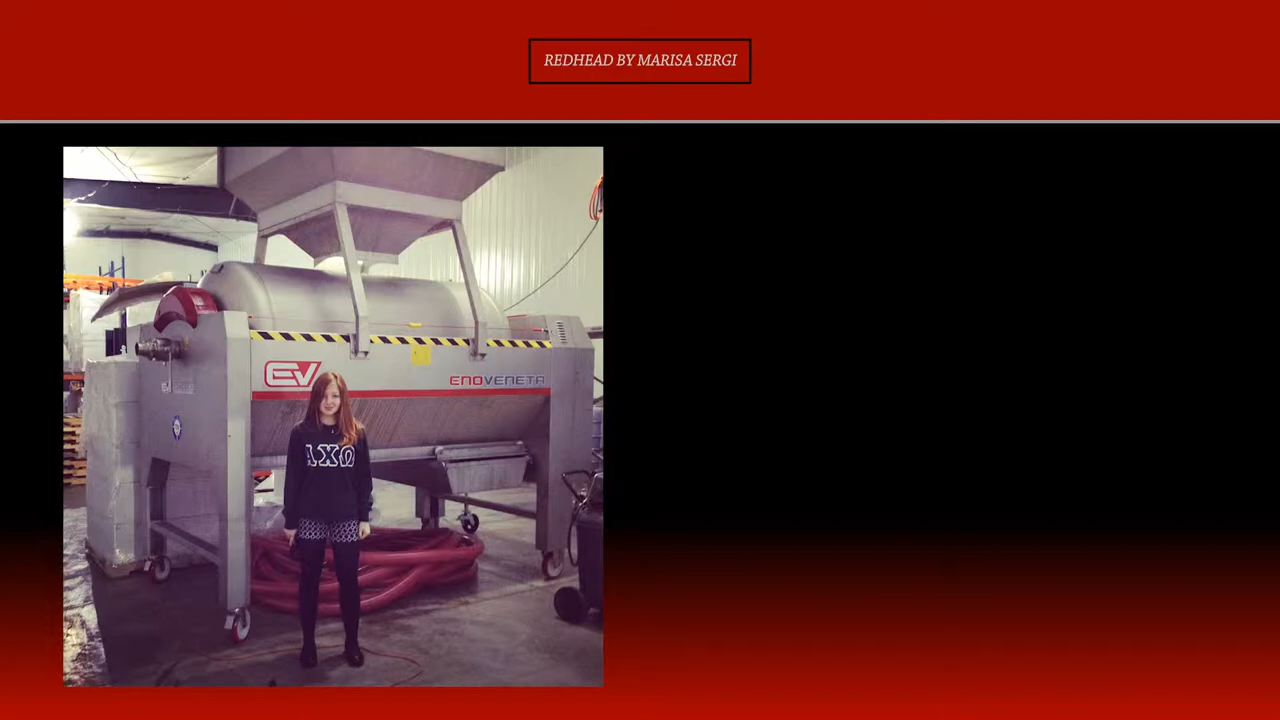 REDHEAD BY MARISA SERGI
EV
ENOVENETA
ΑΧΩ